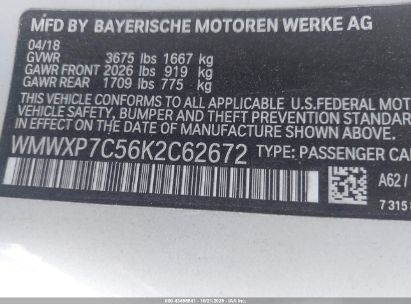 MFD BY BAYERISCHE MOTOREN WERKE AG
04/18
GVWR 3675 lbs 1667 kg
GAWR FRONT 2026 lbs 919 kg
GAWR REAR 1709 lbs 775 kg
THIS VEHICLE CONFORMS TO ALL APPLICABLE U.S.FEDERAL MOT
VEHICLE SAFETY, BUMPER AND THEFT PREVENTION STANDAR
IN EFFECT ON THE DATE OF MANUFACTURE SHOWN ABOVE
WMWXP7C56K2C62672 TYPE: PASSENGER CA
A62 /
7 315 8